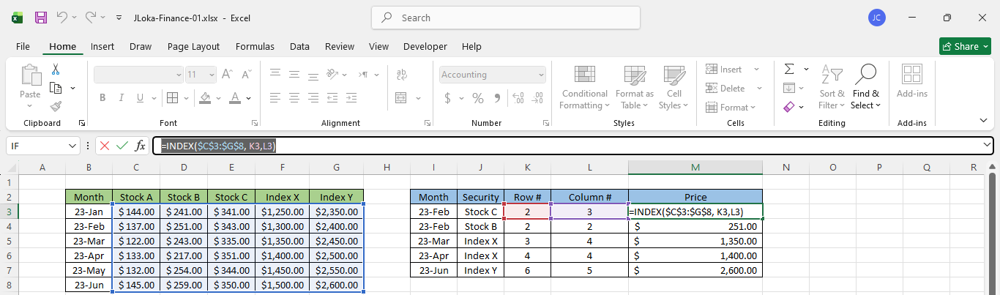 JLoka-Finance-01.xlsx - Excel
Search
JC
File Home Insert Draw Page Layout Formulas Data Review View Developer Help
Share
Paste
11
A A
B I U A
ab
Accounting
$ % 9
Conditional Formatting
Format as Table
Cell Styles
Insert
Delete
Format
Sort & Filter
Find & Select
Add-ins
Clipboard Font Alignment Number Styles Cells Editing Add-ins
IF fx =INDEX($C$3:$G$8, K3,L3)
A B C D E F G H I J K L M N O P Q R
1
2 Month Stock A Stock B Stock C Index X Index Y Month Security Row # Column # Price
3 23-Jan $144.00 $241.00 $341.00 $1,250.00 $2,350.00 23-Feb Stock C 2 3 =INDEX($C$3:$G$8, K3,L3)
4 23-Feb $137.00 $251.00 $343.00 $1,300.00 $2,400.00 23-Feb Stock B 2 2 $ 251.00
5 23-Mar $122.00 $243.00 $335.00 $1,350.00 $2,450.00 23-Mar Index X 3 4 $ 1,350.00
6 23-Apr $133.00 $217.00 $351.00 $1,400.00 $2,500.00 23-Apr Index X 4 4 $ 1,400.00
7 23-May $132.00 $254.00 $344.00 $1,450.00 $2,550.00 23-Jun Index Y 6 5 $ 2,600.00
8 23-Jun $145.00 $259.00 $350.00 $1,500.00 $2,600.00